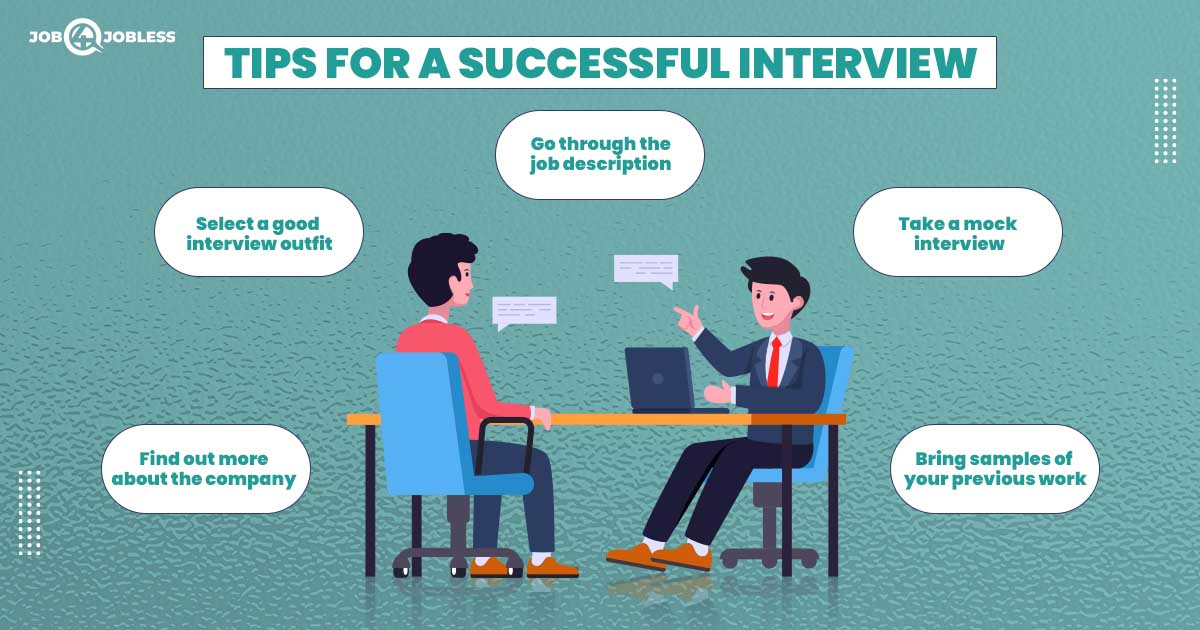 JOB 4 JOBLESS
TIPS FOR A SUCCESSFUL INTERVIEW
Go through the
job description
Select a good
interview outfit
Take a mock
interview
Find out more
about the company
Bring samples of
your previous work